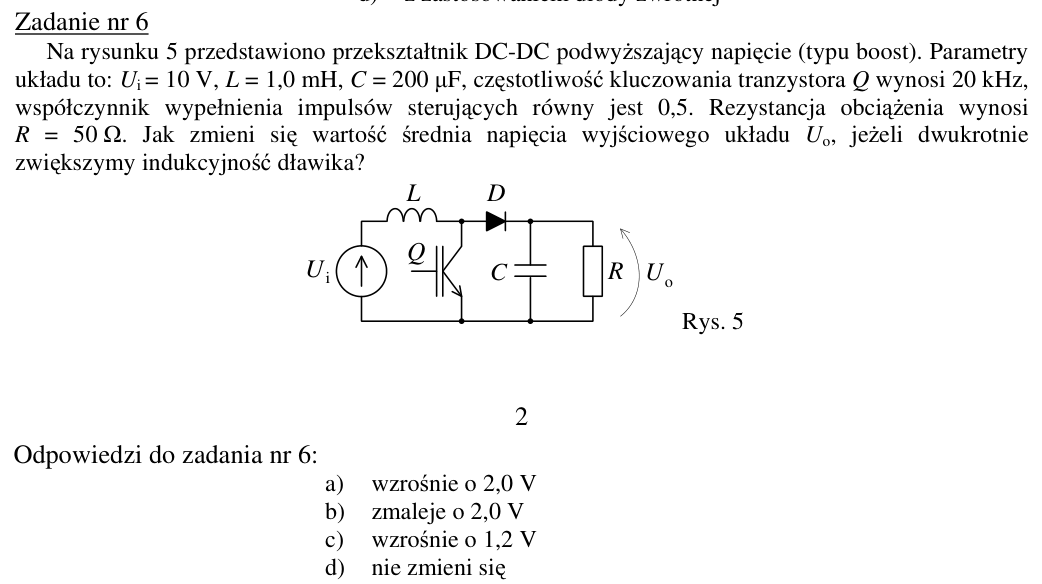 Zadanie nr 6
Na rysunku 5 przedstawiono przekształtnik DC-DC podwyższający napięcie (typu boost). Parametry
układu to: Ui = 10 V, L = 1,0 mH, C = 200 μF, częstotliwość kluczowania tranzystora Q wynosi 20 kHz,
współczynnik wypełnienia impulsów sterujących równy jest 0,5. Rezystancja obciążenia wynosi
R = 50 Ω. Jak zmieni się wartość średnia napięcia wyjściowego układu Uo, jeżeli dwukrotnie
zwiększymy indukcyjność dławika?
L D
Q
Ui C R Uo
Rys. 5
2
Odpowiedzi do zadania nr 6:
a) wzrośnie o 2,0 V
b) zmaleje o 2,0 V
c) wzrośnie o 1,2 V
d) nie zmieni się